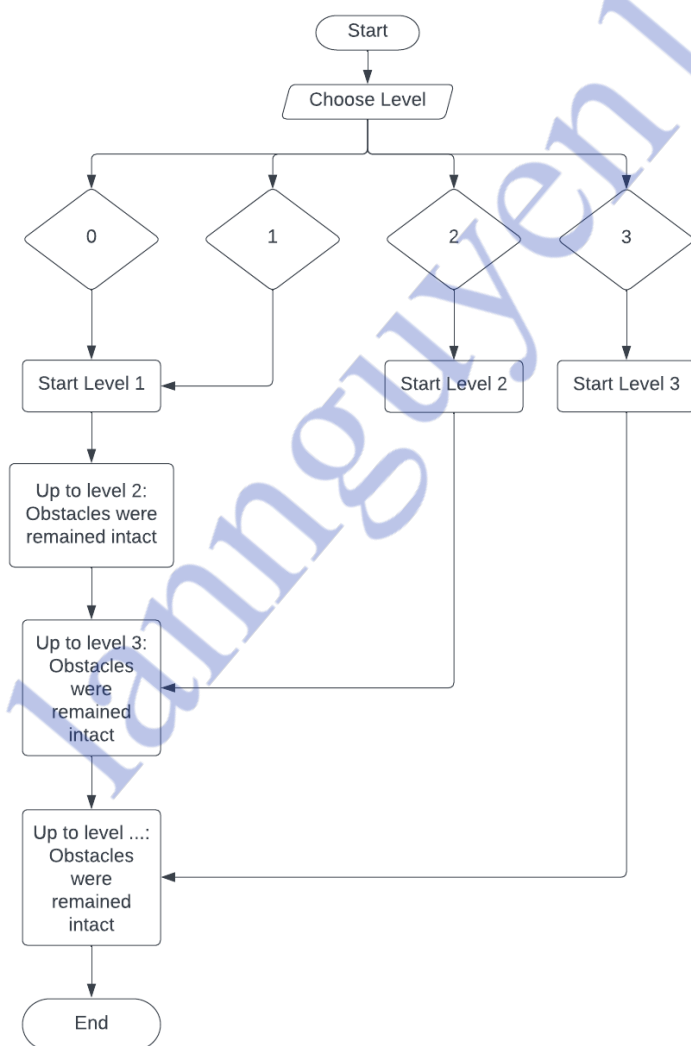 Start
Choose Level
0
1
2
3
Start Level 1
Start Level 2
Start Level 3
Up to level 2:
Obstacles were
remained intact
Up to level 3:
Obstacles
were
remained
intact
Up to level ...:
Obstacles
were
remained
intact
End
lannguyen1